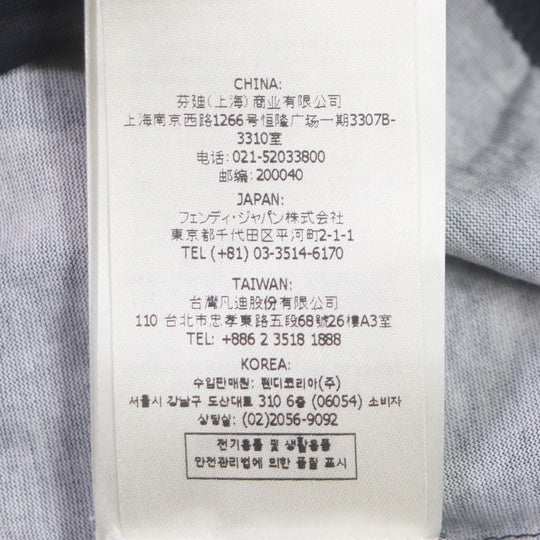 CHINA:
芬迪(上海)商业有限公司
上海南京西路1266号恒隆广场一期3307B-
3310室
电话: 021-52033800
邮编: 200040
JAPAN:
フェンディ・ジャパン株式会社
東京都千代田区平河町2-1-1
TEL (+81) 03-3514-6170
TAIWAN:
台灣凡迪股份有限公司
110 台北市忠孝東路五段68號26樓A3室
TEL: +886 2 3518 1888
KOREA:
수입판매원: 펜디코리아(주)
서울시 강남구 도산대로 310 6층 (06054) 소비자
상담실: (02)2056-9092
전기용품 및 생활용품
안전관리법에 의한 품질 표시